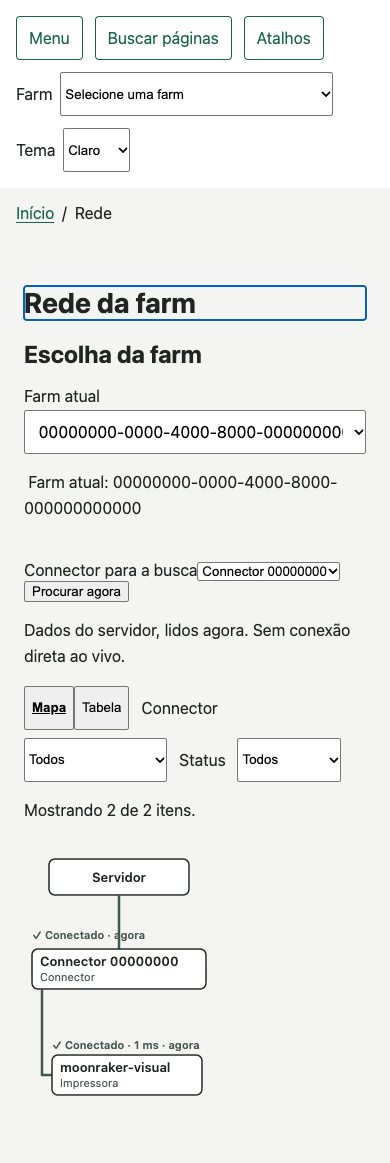 Menu
Buscar páginas
Atalhos
Farm
Selecione uma farm
Tema
Claro
Início / Rede
Rede da farm
Escolha da farm
Farm atual
00000000-0000-4000-8000-000000000
Farm atual: 00000000-0000-4000-8000-
000000000000
Connector para a busca
Connector 00000000
Procurar agora
Dados do servidor, lidos agora. Sem conexão
direta ao vivo.
Mapa
Tabela
Connector
Todos
Status
Todos
Mostrando 2 de 2 itens.
Servidor
✓ Conectado · agora
Connector 00000000
Connector
✓ Conectado · 1 ms · agora
moonraker-visual
Impressora